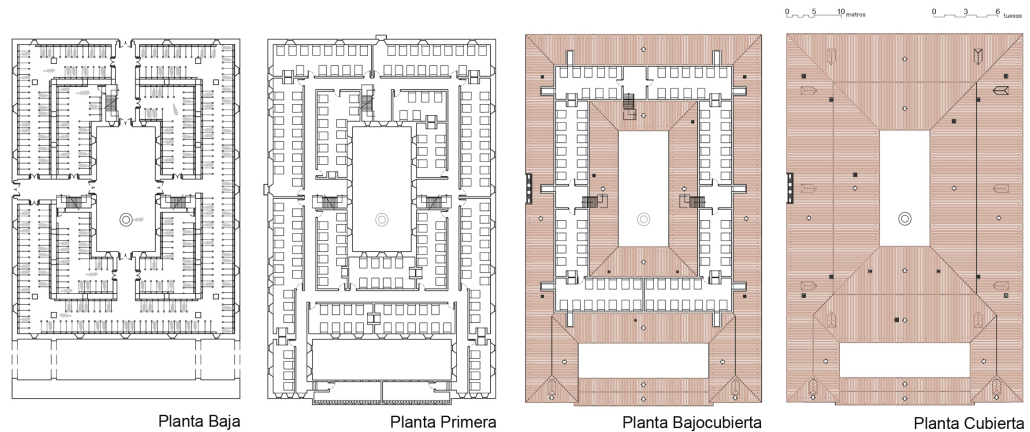 0 5 10 metros
0 3 6 tuesas
Planta Baja
Planta Primera
Planta Bajocubierta
Planta Cubierta